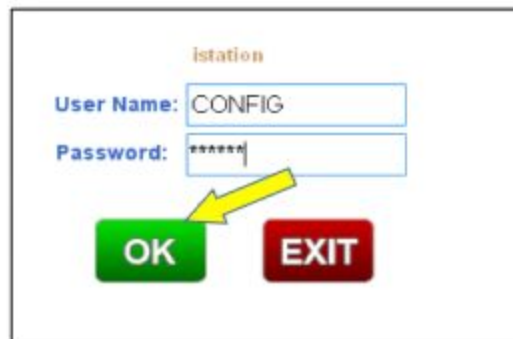 istation
User Name: CONFIG
Password: ******
OK EXIT